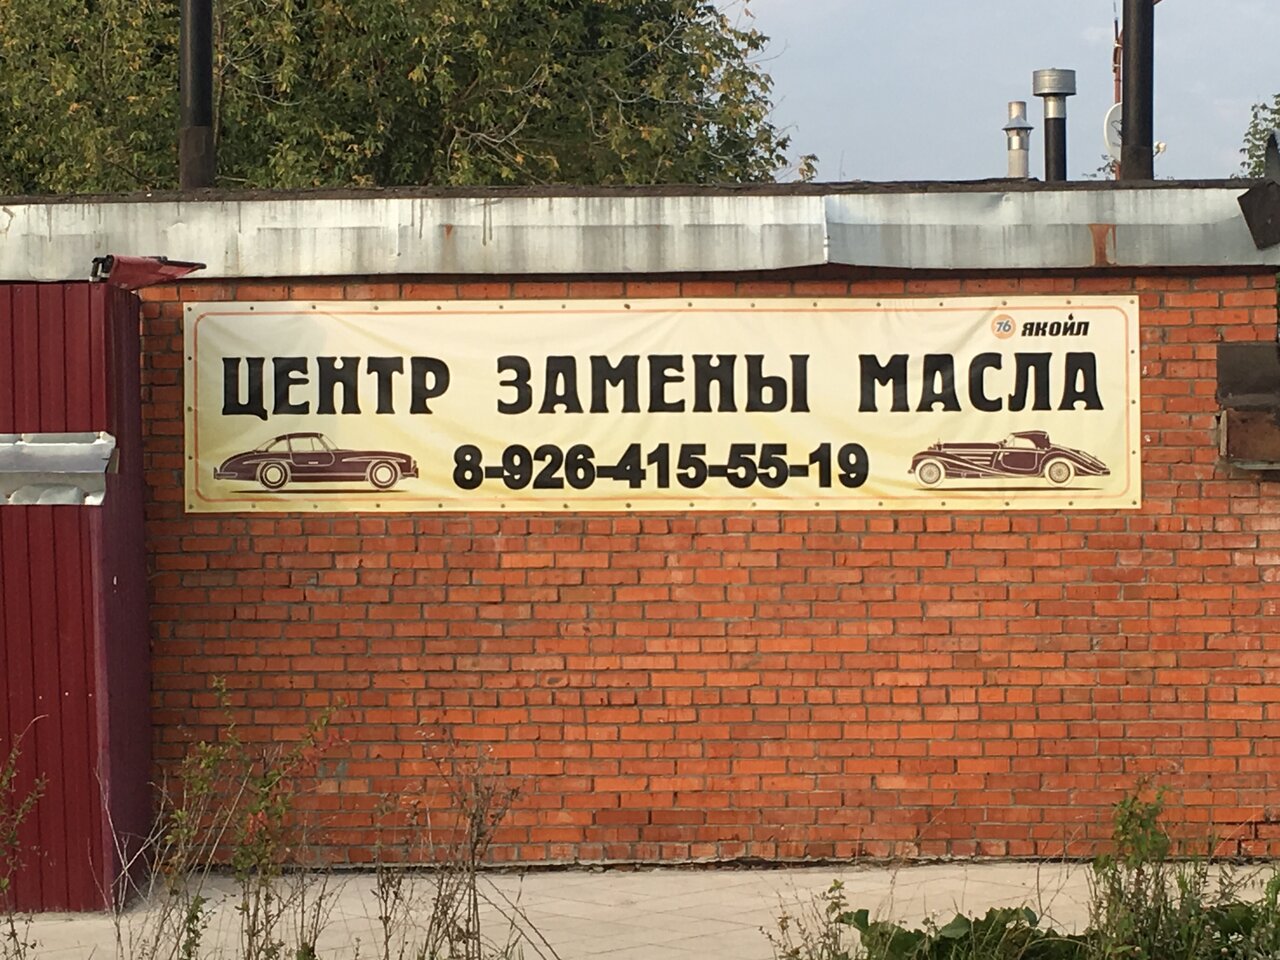 76 ЯКОЙЛ
ЦЕНТР ЗАМЕНЫ МАСЛА
8-926-415-55-19